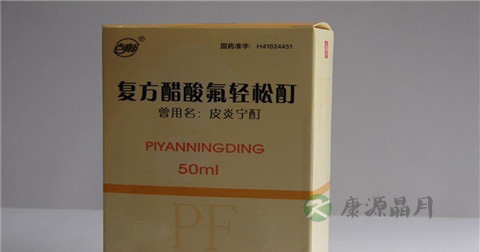 国药准字：H41024451
复方醋酸氟轻松酊
曾用名：皮炎宁酊
PIYANNINGDING
50ml
PF
康源晶月